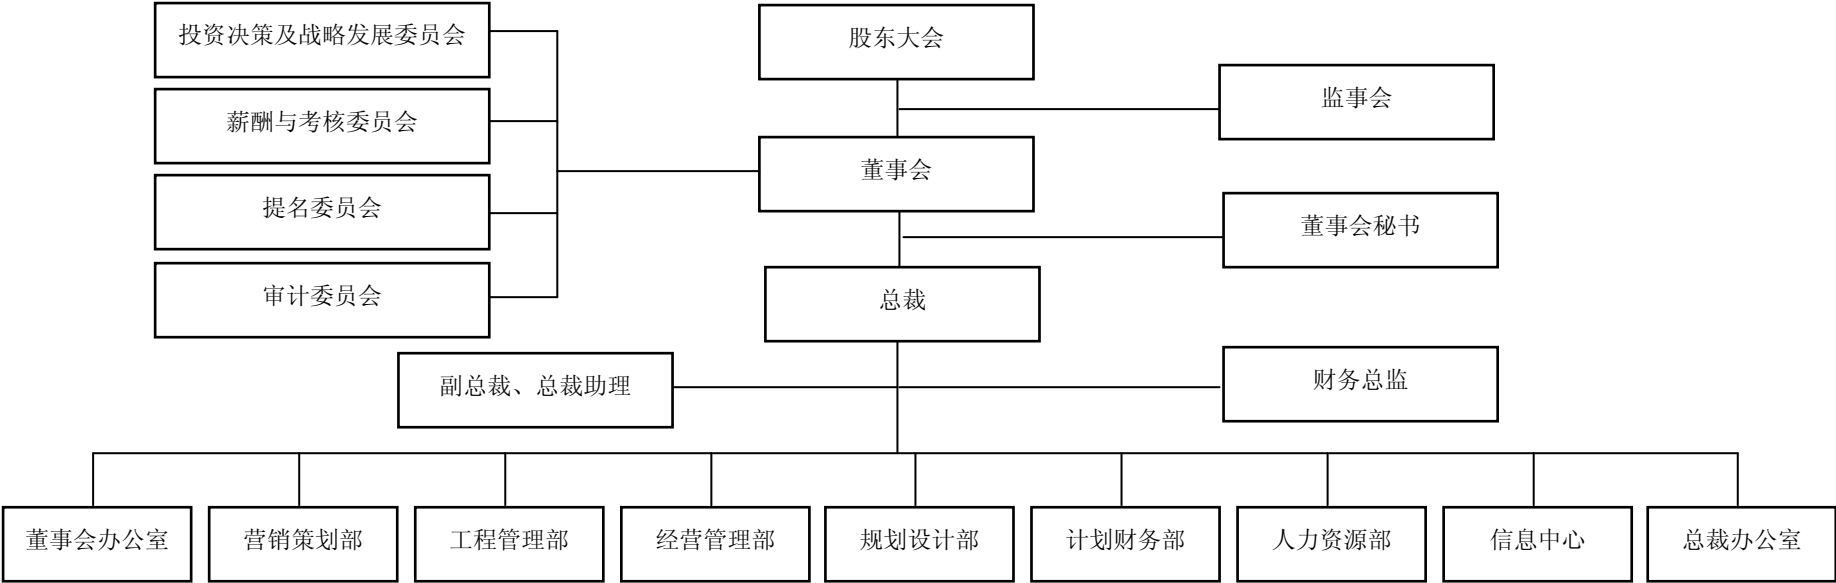 投资决策及战略发展委员会
股东大会
监事会
薪酬与考核委员会
董事会
提名委员会
董事会秘书
审计委员会
总裁
副总裁、总裁助理
财务总监
董事会办公室
营销策划部
工程管理部
经营管理部
规划设计部
计划财务部
人力资源部
信息中心
总裁办公室